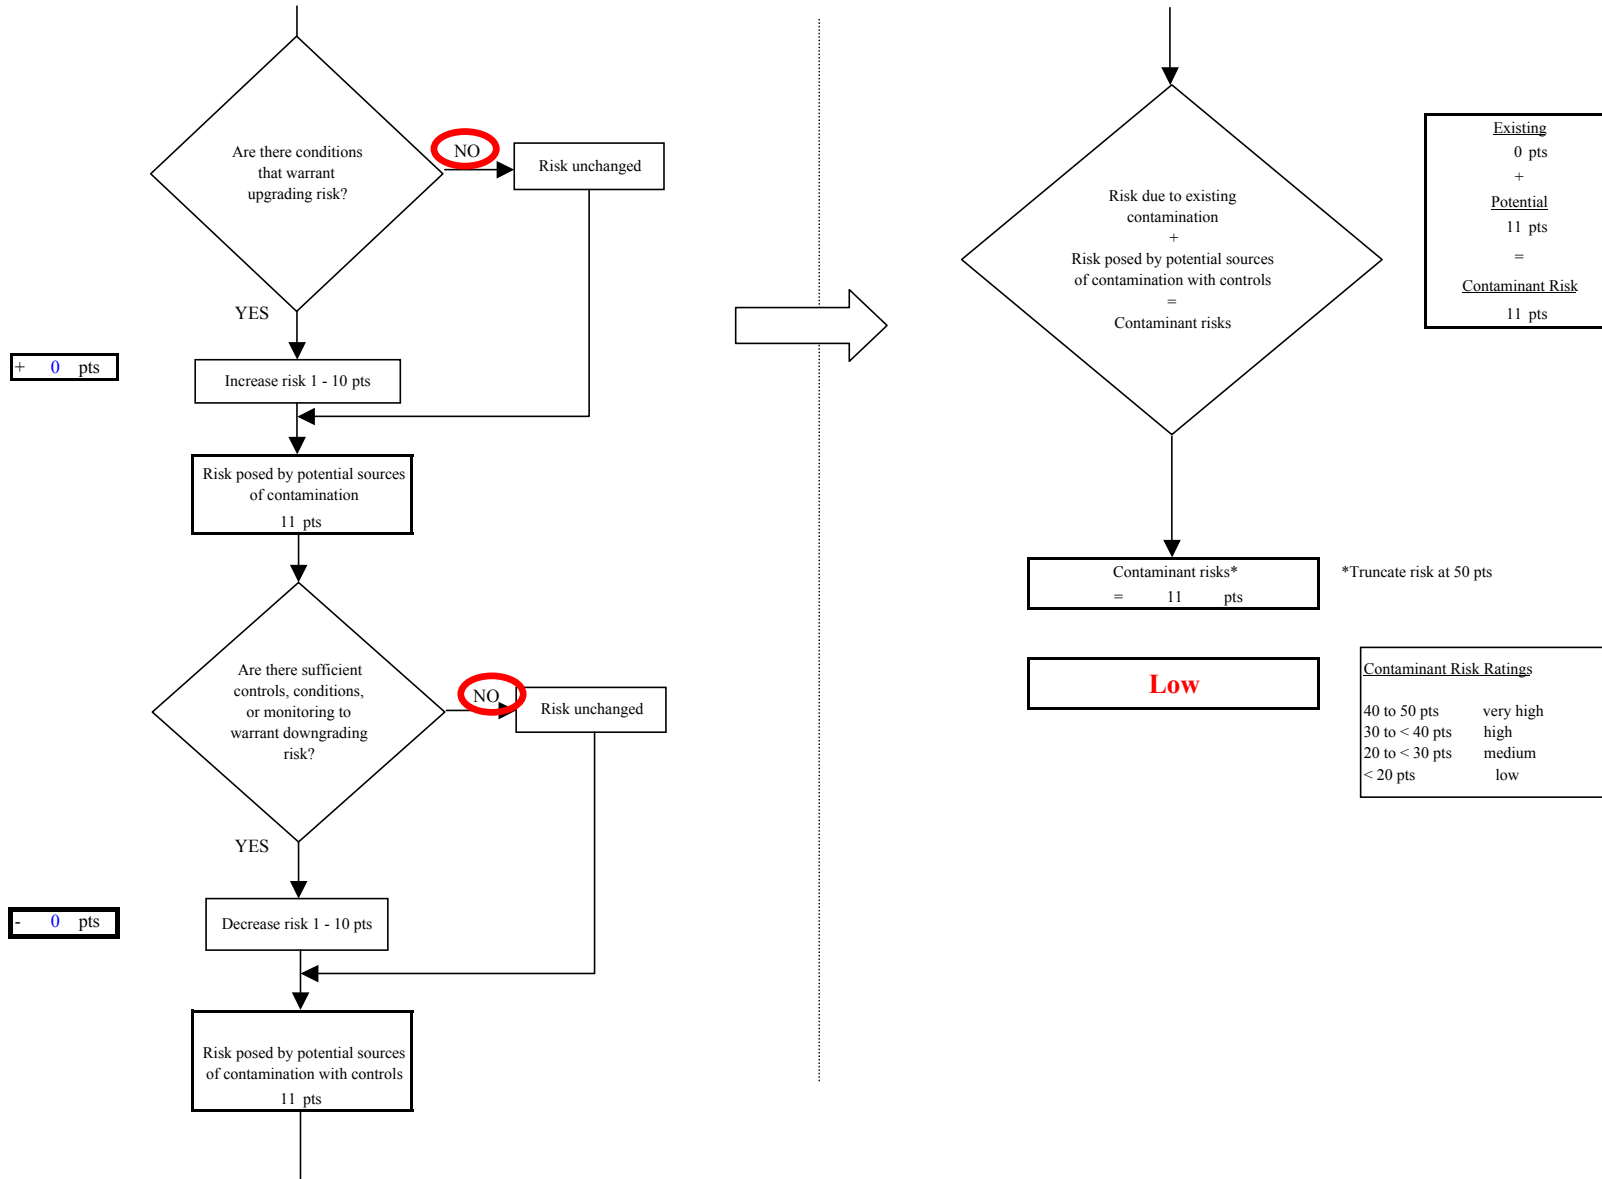 Are there conditions
that warrant
upgrading risk?
NO
Risk unchanged
YES
+ 0 pts
Increase risk 1 - 10 pts
Risk posed by potential sources
of contamination
11 pts
Are there sufficient
controls, conditions,
or monitoring to
warrant downgrading
risk?
NO
Risk unchanged
YES
- 0 pts
Decrease risk 1 - 10 pts
Risk posed by potential sources
of contamination with controls
11 pts
Risk due to existing
contamination
+
Risk posed by potential sources
of contamination with controls
=
Contaminant risks
Existing
0 pts
+
Potential
11 pts
=
Contaminant Risk
11 pts
Contaminant risks*
= 11 pts
*Truncate risk at 50 pts
Low
Contaminant Risk Ratings
40 to 50 pts very high
30 to < 40 pts high
20 to < 30 pts medium
< 20 pts low